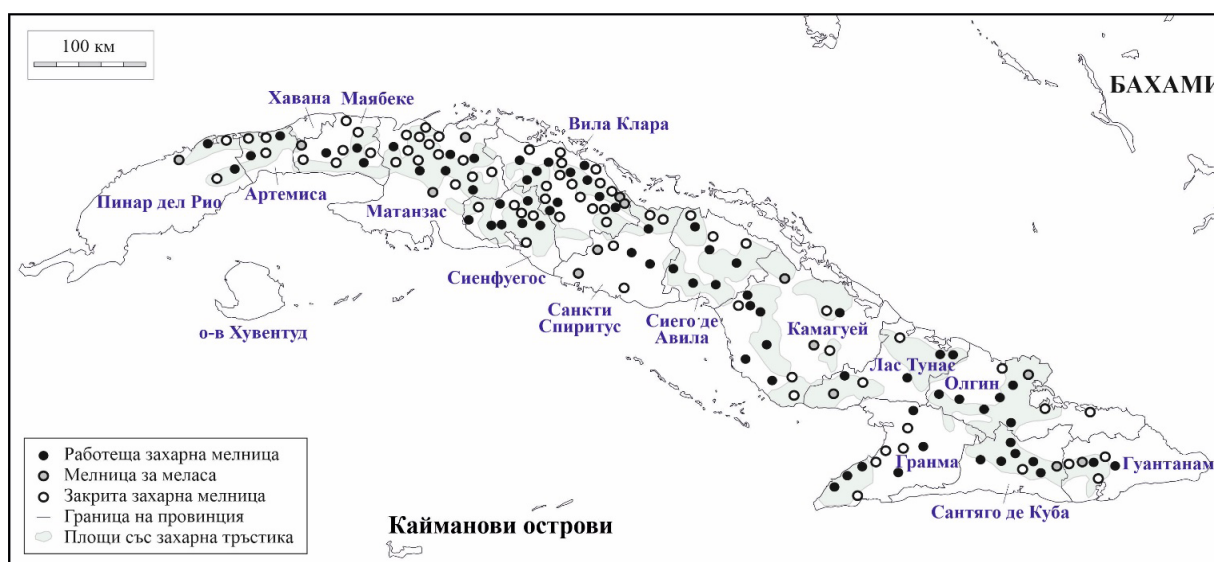 100 км
БАХАМИ
Хавана
Маябеке
Вила Клара
Пинар дел Рио
Артемиса
Матанзас
Сиенфуегос
Санкти
Спиритус
Сиего де
Авила
Камагуей
о-в Хувентуд
Лас Тунас
Олгин
Гранма
Гуантанам
Сантяго де Куба
Кайманови острови
Работеща захарна мелница
Мелница за меласа
Закрита захарна мелница
Граница на провинция
Площи със захарна тръстика